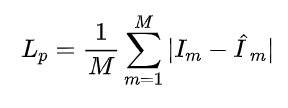 L_p = \frac{1}{M} \sum_{m=1}^{M} |I_m - \hat{I}_m|